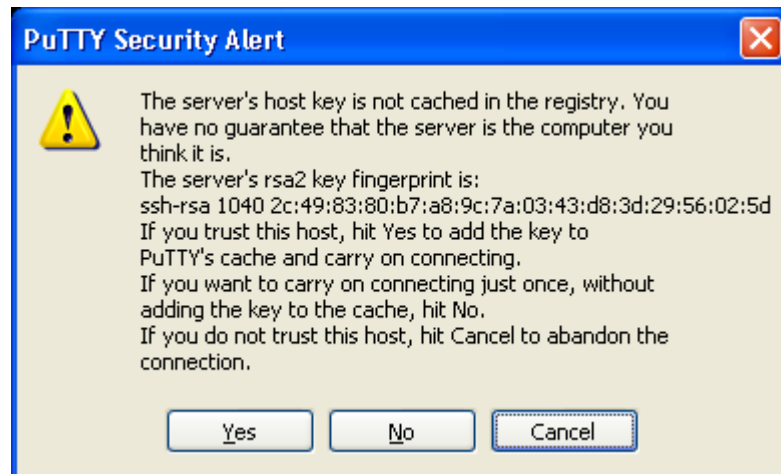 PuTTY Security Alert
The server's host key is not cached in the registry. You
have no guarantee that the server is the computer you
think it is.
The server's rsa2 key fingerprint is:
ssh-rsa 1040 2c:49:83:80:b7:a8:9c:7a:03:43:d8:3d:29:56:02:5d
If you trust this host, hit Yes to add the key to
PuTTY's cache and carry on connecting.
If you want to carry on connecting just once, without
adding the key to the cache, hit No.
If you do not trust this host, hit Cancel to abandon the
connection.
Yes No Cancel